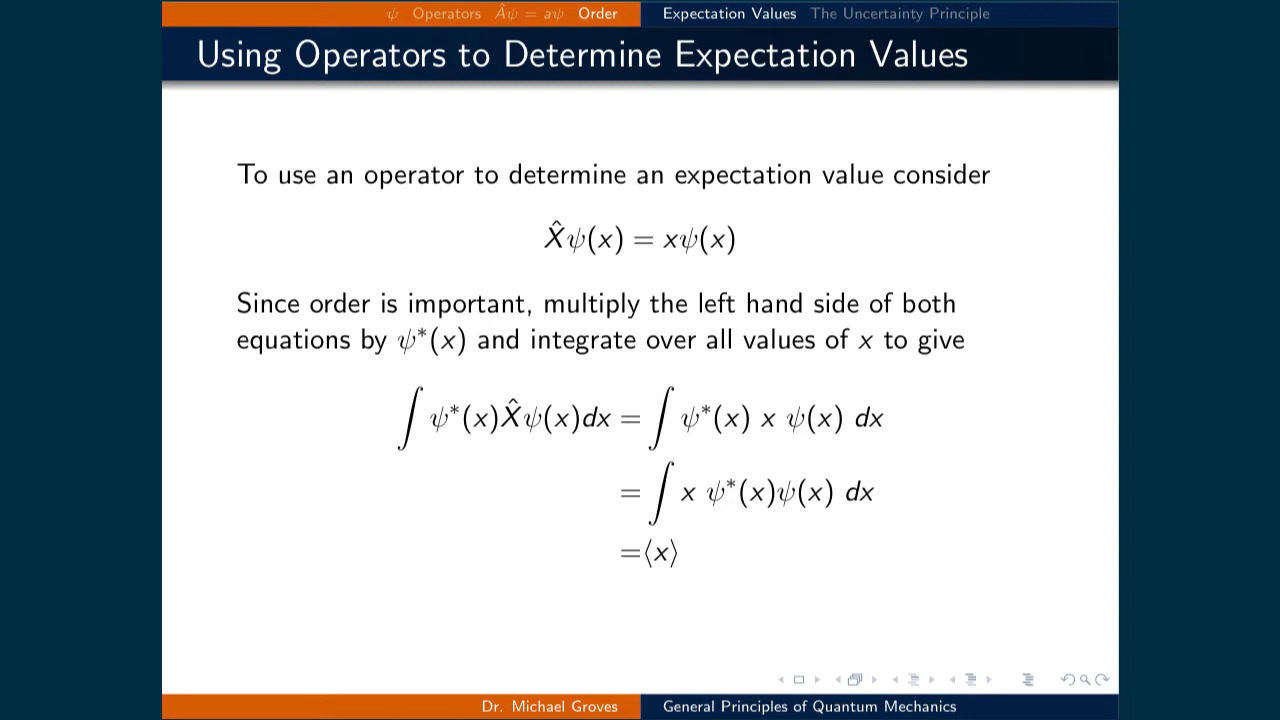 ψ Operators Âψ = aψ Order Expectation Values The Uncertainty Principle
Using Operators to Determine Expectation Values
To use an operator to determine an expectation value consider
X̂ψ(x) = xψ(x)
Since order is important, multiply the left hand side of both
equations by ψ*(x) and integrate over all values of x to give
∫ ψ*(x)X̂ψ(x)dx = ∫ ψ*(x) x ψ(x) dx
= ∫ x ψ*(x)ψ(x) dx
=⟨x⟩
Dr. Michael Groves General Principles of Quantum Mechanics